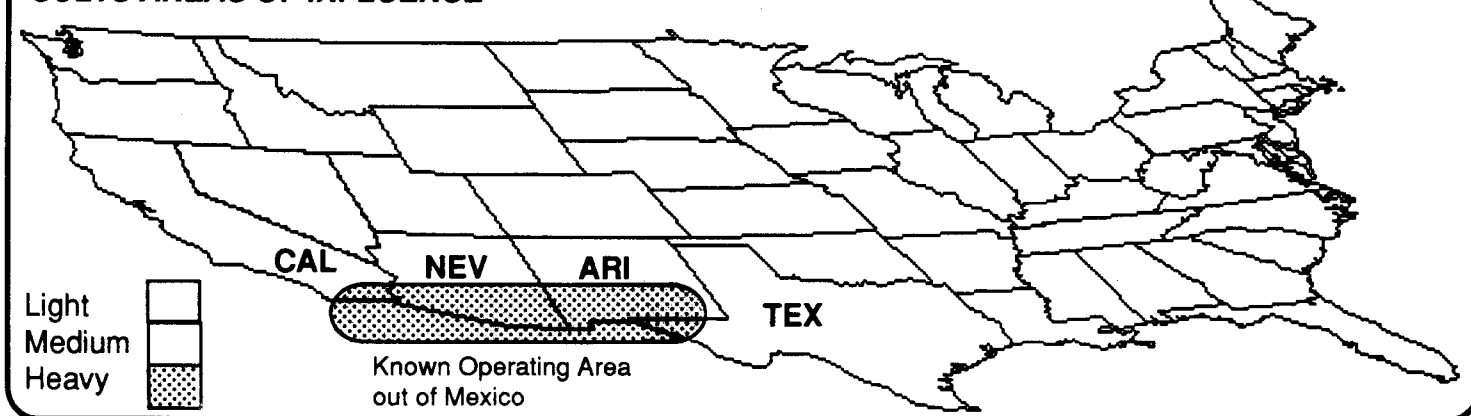 CAL
NEV
ARI
TEX
Light
Medium
Heavy
Known Operating Area
out of Mexico